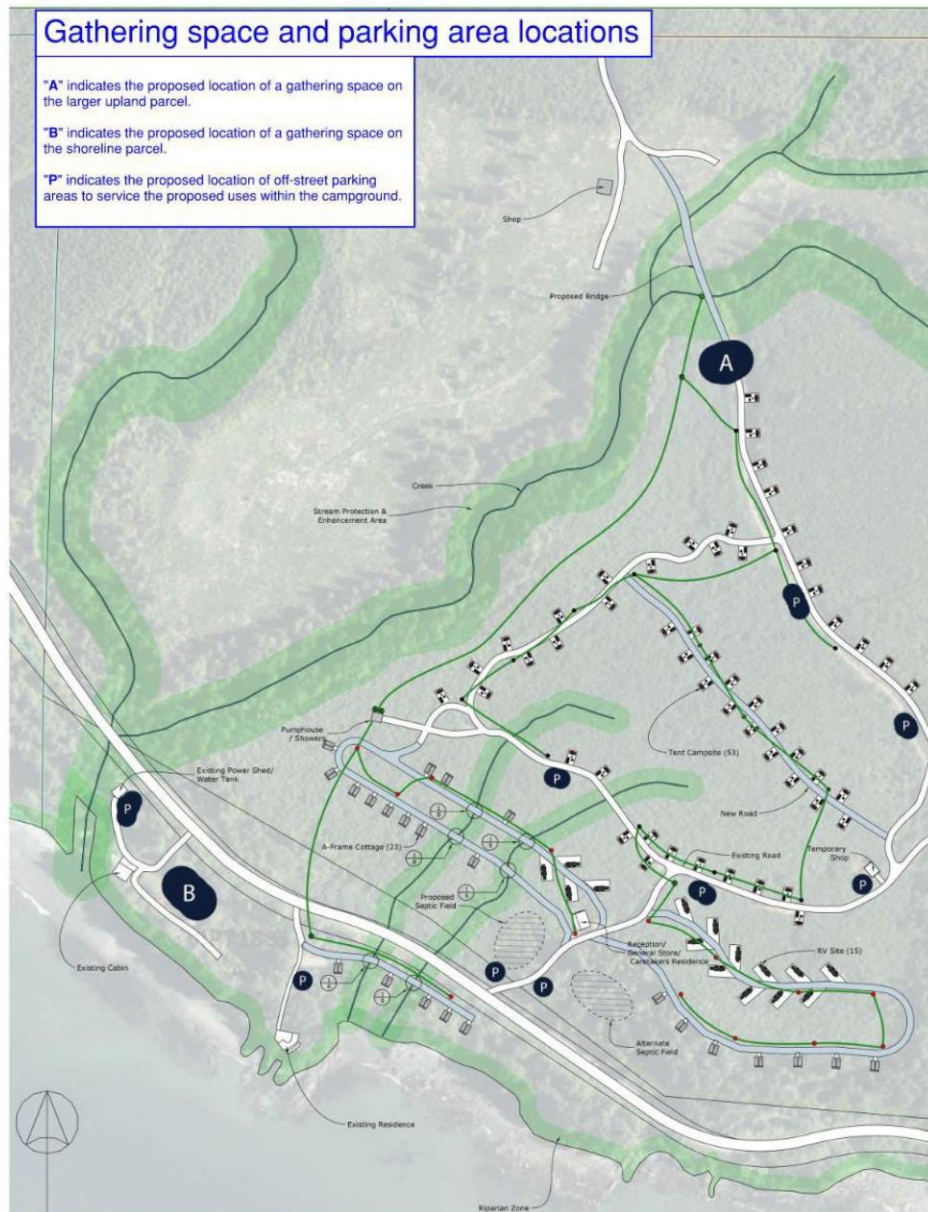 Gathering space and parking area locations
"A" indicates the proposed location of a gathering space on
the larger upland parcel.
"B" indicates the proposed location of a gathering space on
the shoreline parcel.
"P" indicates the proposed location of off-street parking
areas to service the proposed uses within the campground.
Shop
Proposed Bridge
A
Creek
Stream Protection &
Enhancement Area
P
P
Pumphouse
/ Showers
Tent Campsite (53)
Existing Power Shed/
Water Tank
P
P
New Road
A-Frame Cottage (23)
Existing Road
Temporary
Shop
B
P
P
Proposed
Septic Field
Reception/
General Store/
Caretakers Residence
RV Site (15)
Existing Cabin
P
P
P
Alternate
Septic Field
Existing Residence
Riparian Zone